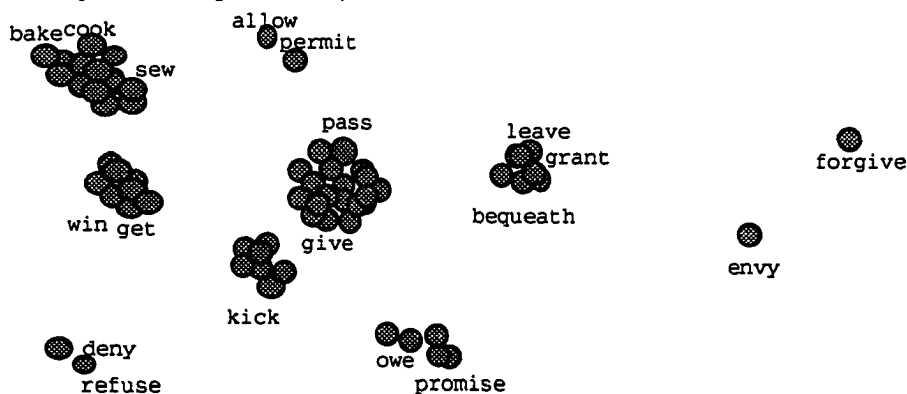 allow
bake cook
permit
sew
pass
leave
grant
forgive
bequeath
win get
give
envy
kick
deny
owe
refuse
promise